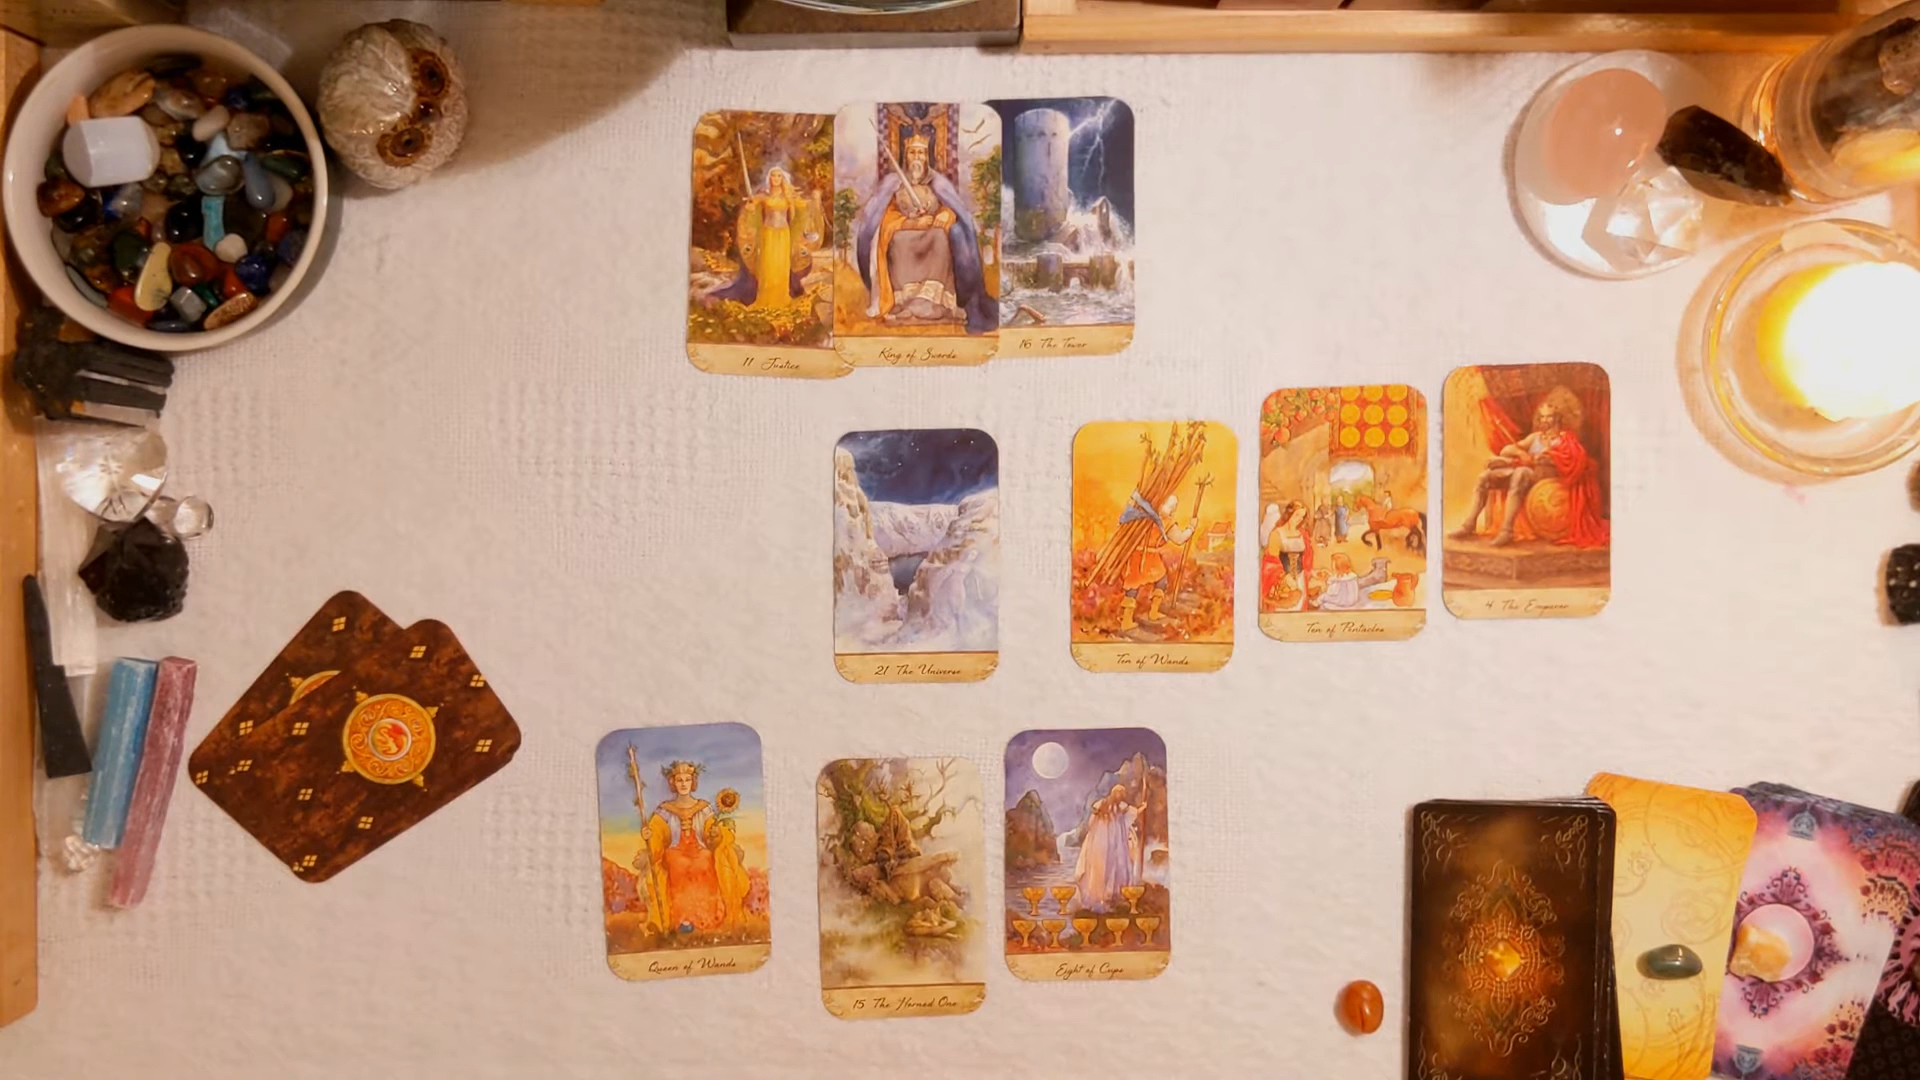 11 Justice
King of Swords
16 The Tower
21 The Universe
Ten of Wands
Ten of Pentacles
4 The Emperor
Queen of Wands
15 The Horned One
Eight of Cups